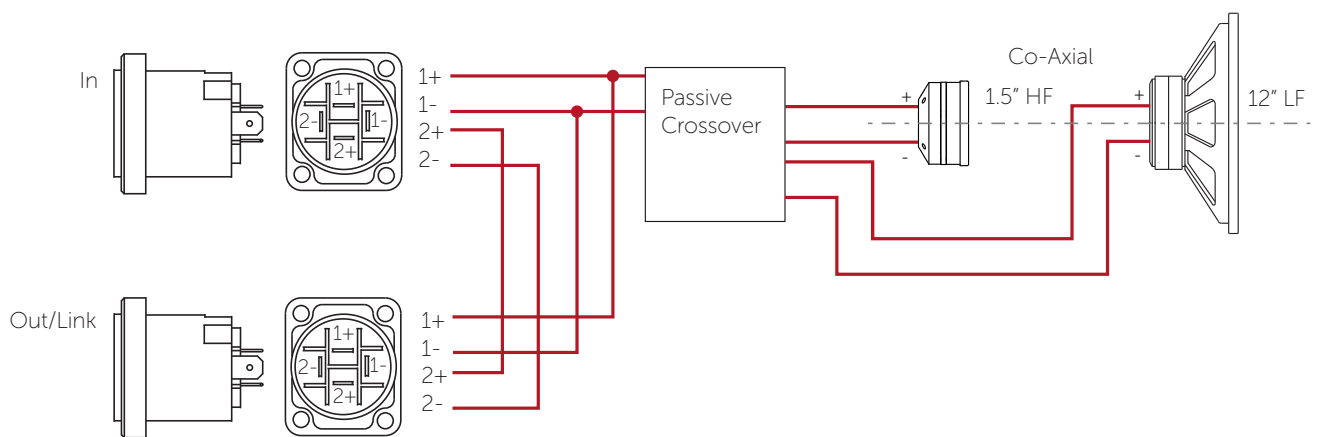 In
1+
2-
1-
2+
1+
1-
2+
2-
Passive
Crossover
+
-
Co-Axial
1.5" HF
+
-
12" LF
Out/Link
1+
2-
1-
2+
1+
1-
2+
2-